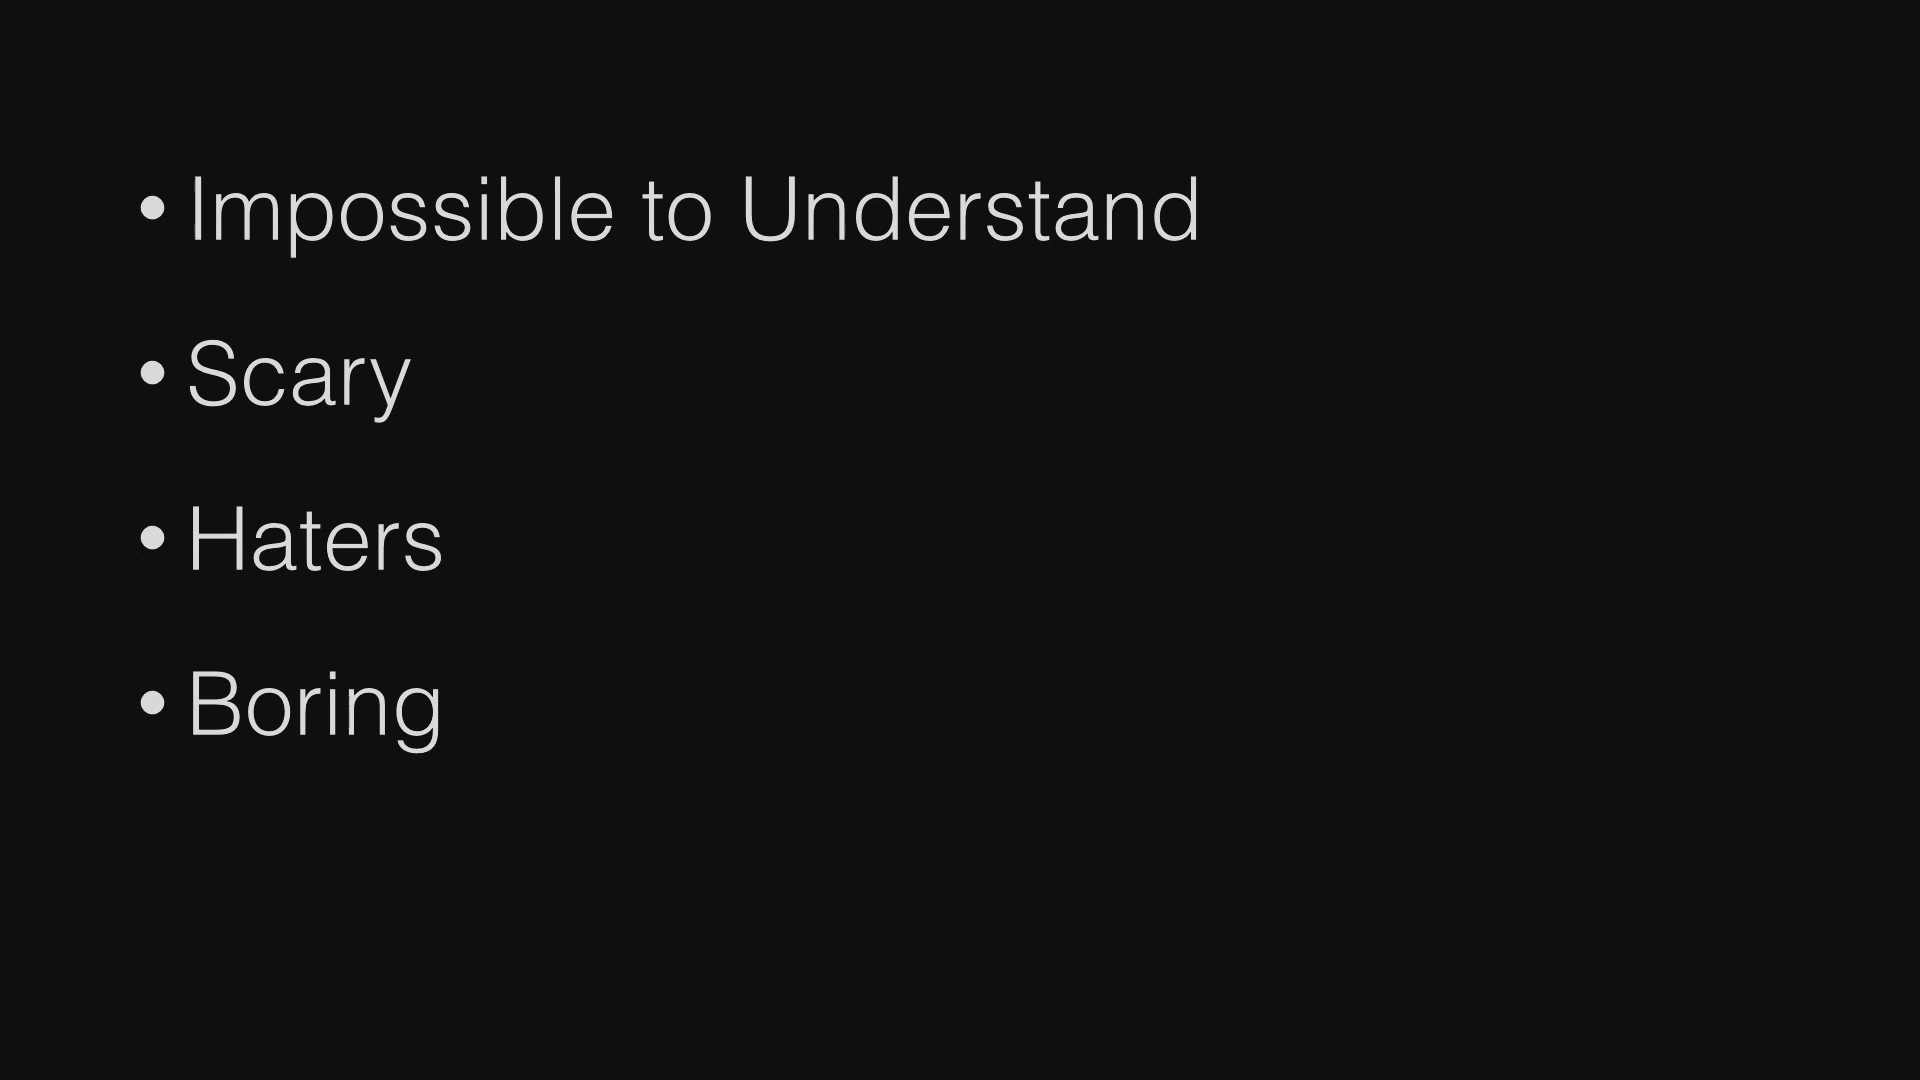 • Impossible to Understand
• Scary
• Haters
• Boring